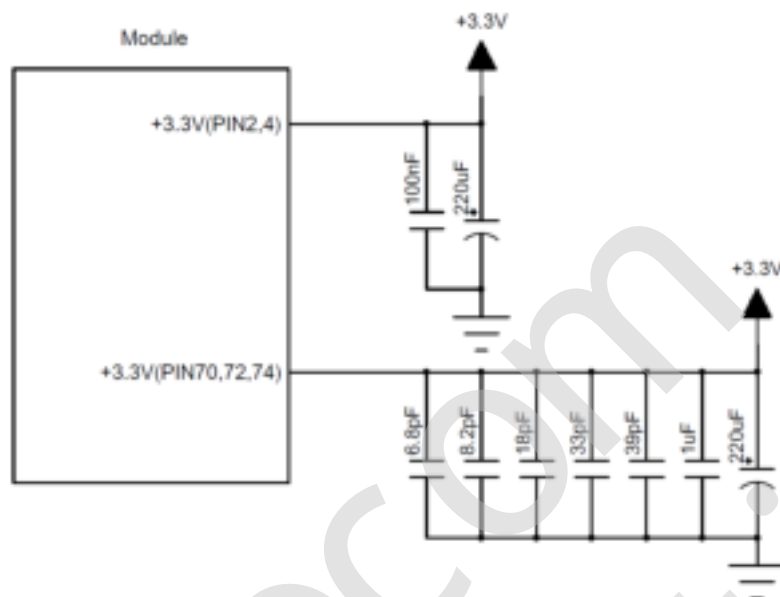 +3.3V
Module
+3.3V(PIN2,4)
100nF
220uF
+3.3V
+3.3V(PIN70,72,74)
6.8pF
8.2pF
18pF
33pF
39pF
1uF
220uF
com